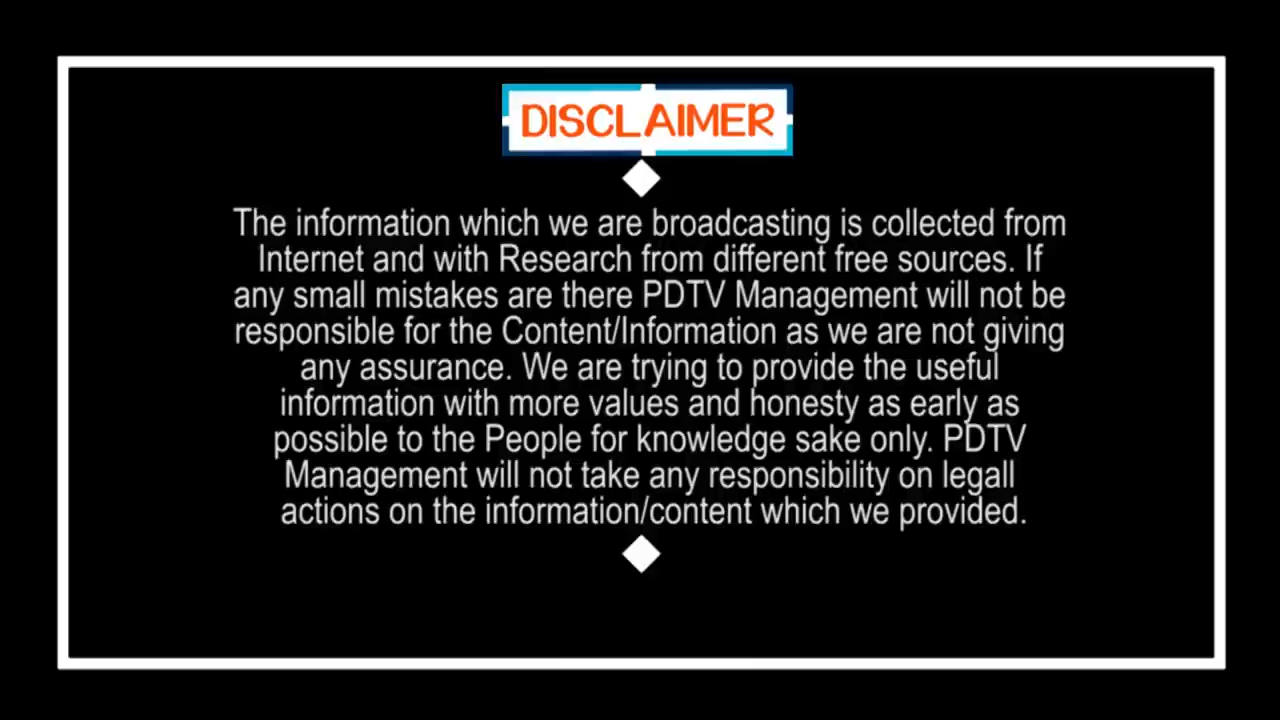 DISCLAIMER
The information which we are broadcasting is collected from
Internet and with Research from different free sources. If
any small mistakes are there PDTV Management will not be
responsible for the Content/Information as we are not giving
any assurance. We are trying to provide the useful
information with more values and honesty as early as
possible to the People for knowledge sake only. PDTV
Management will not take any responsibility on legall
actions on the information/content which we provided.